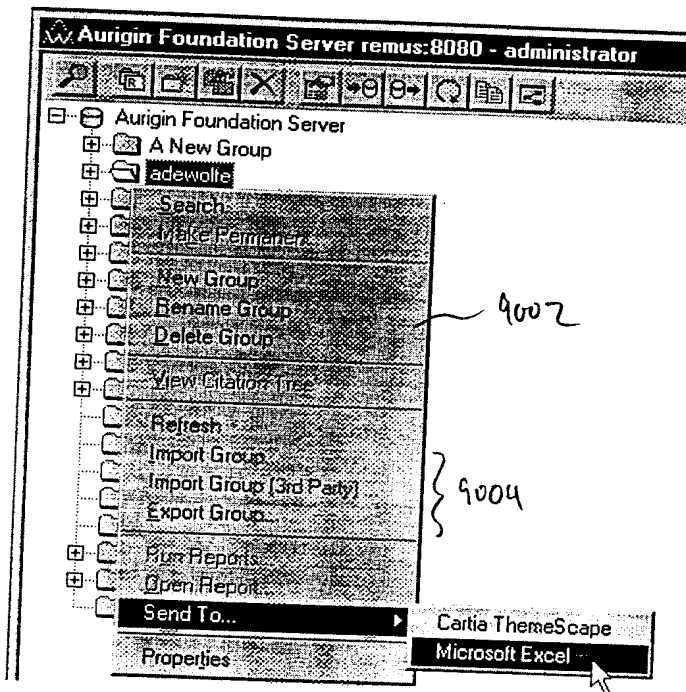 Aurigin Foundation Server remus:8080 - administrator
Aurigin Foundation Server
A New Group
adewolfe
Search...
Make Permanent...
New Group
Rename Group
Delete Group
9002
View Citation Tree
Refresh
Import Group...
Import Group (3rd Party)
Export Group...
9004
Run Reports...
Open Report...
Send To...
Cartia ThemeScape
Microsoft Excel
Properties